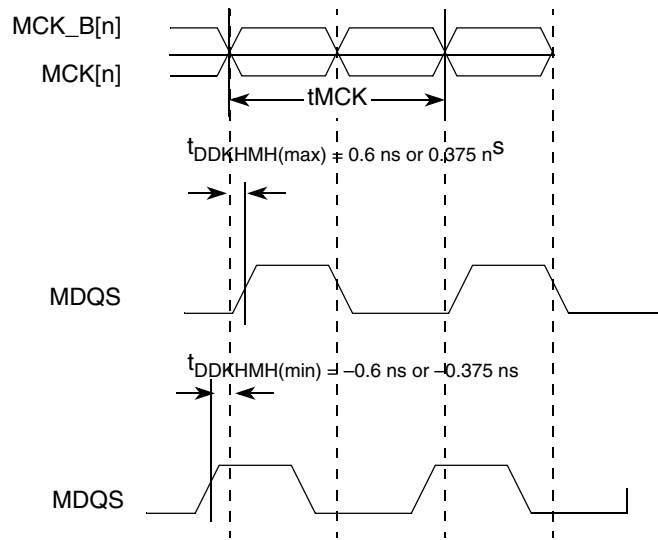 MCK_B[n]
MCK[n]
tMCK
tDDKHMH(max) = 0.6 ns or 0.375 ns
MDQS
tDDKHMH(min) = –0.6 ns or –0.375 ns
MDQS